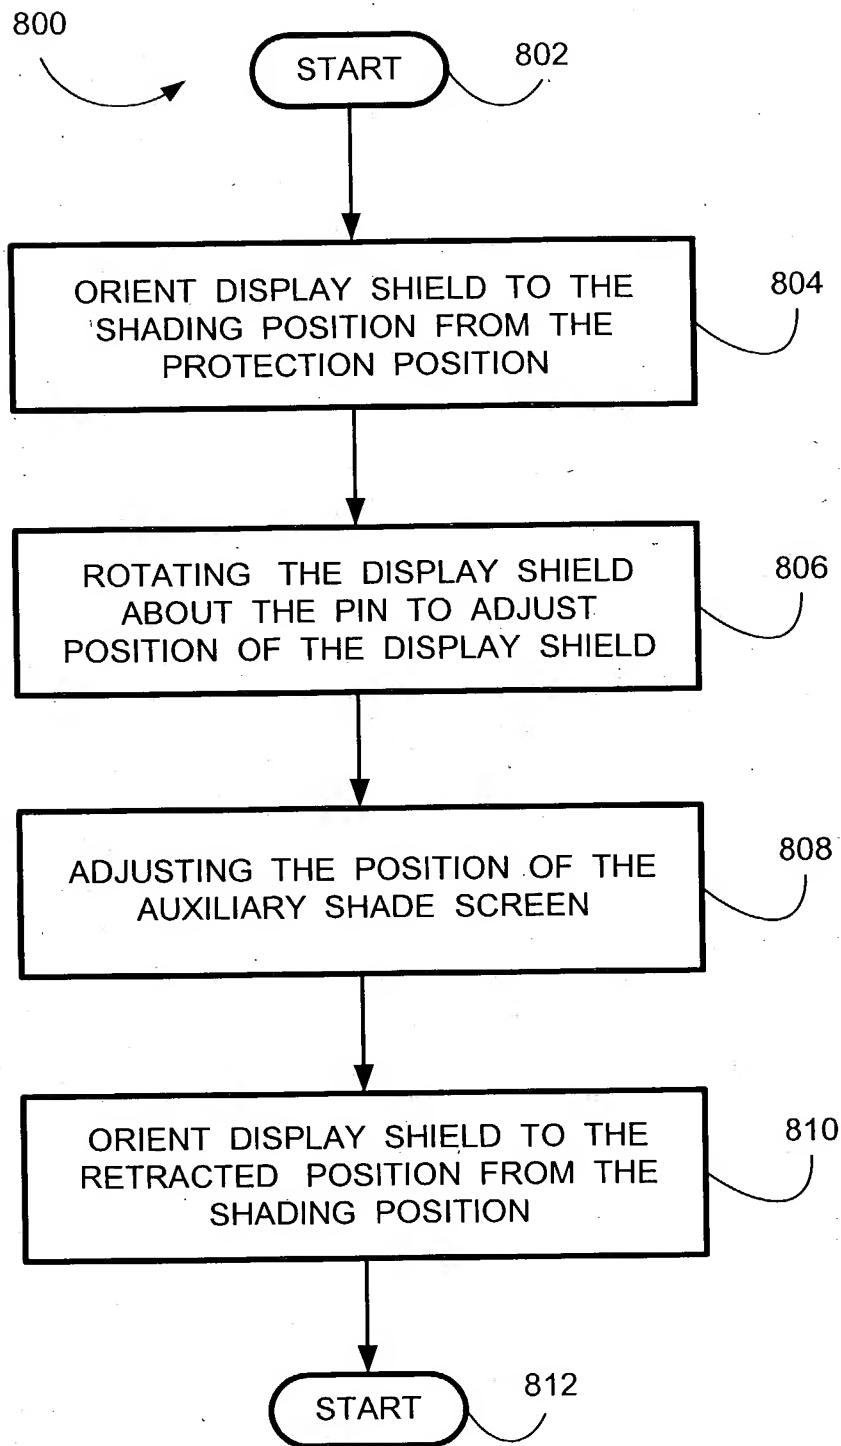 800
START
802
ORIENT DISPLAY SHIELD TO THE
SHADING POSITION FROM THE
PROTECTION POSITION
804
ROTATING THE DISPLAY SHIELD
ABOUT THE PIN TO ADJUST
POSITION OF THE DISPLAY SHIELD
806
ADJUSTING THE POSITION OF THE
AUXILIARY SHADE SCREEN
808
ORIENT DISPLAY SHIELD TO THE
RETRACTED POSITION FROM THE
SHADING POSITION
810
START
812